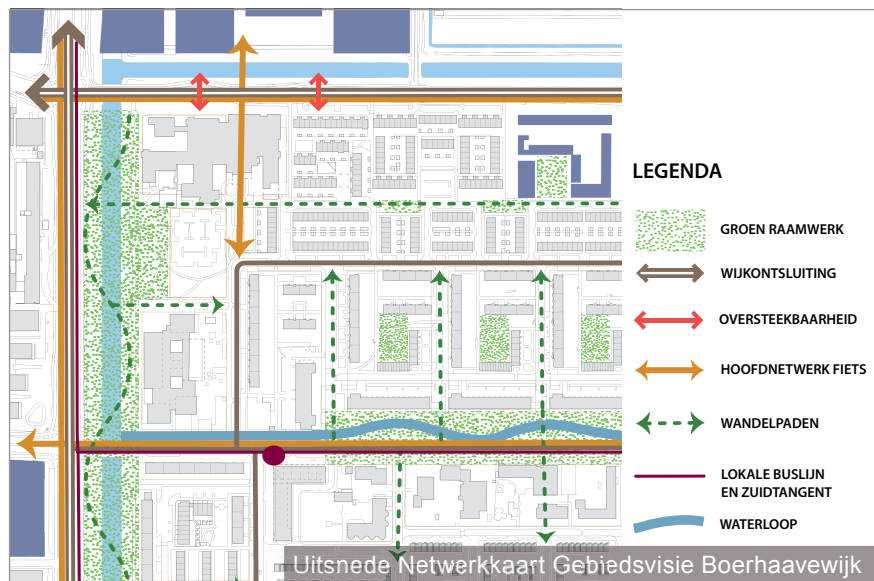 LEGENDA
GROEN RAAMWERK
WIJKONTSLUITING
OVERSTEEKBAARHEID
HOOFDNETWERK FIETS
WANDELPADEN
LOKALE BUSLIJN
EN ZUIDTANGENT
WATERLOOP
Uitsnede Netwerkkaart Gebiedsvisie Boerhaavewijk